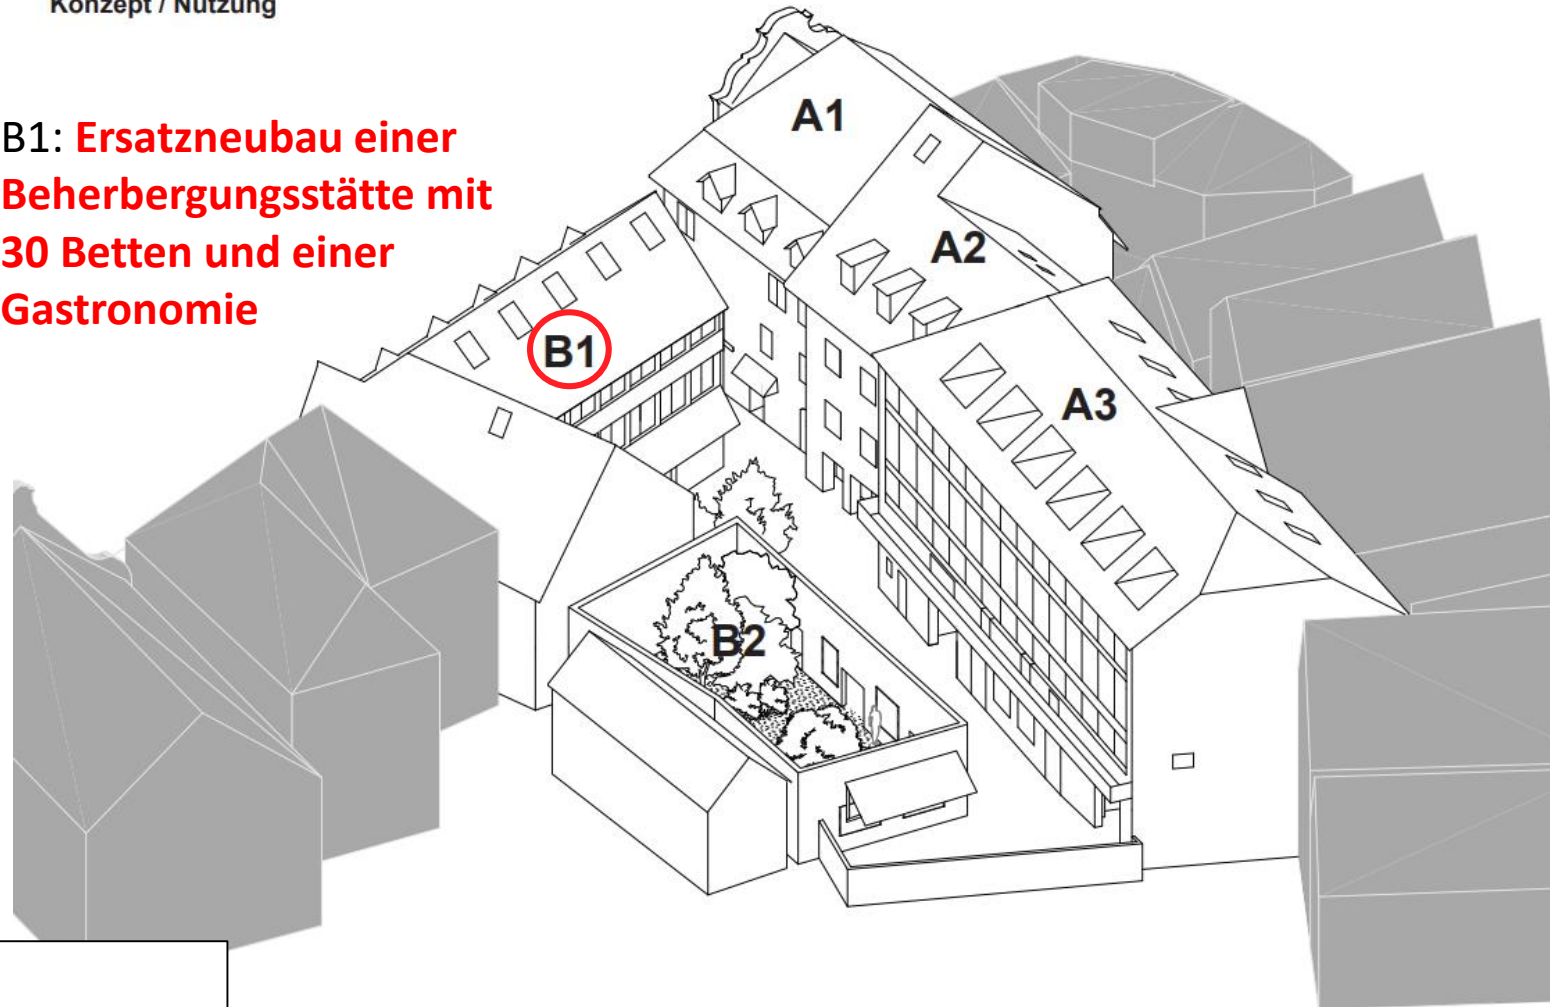 Konzept / Nutzung
B1: Ersatzneubau einer
Beherbergungsstätte mit
30 Betten und einer
Gastronomie
A1
A2
B1
A3
B2